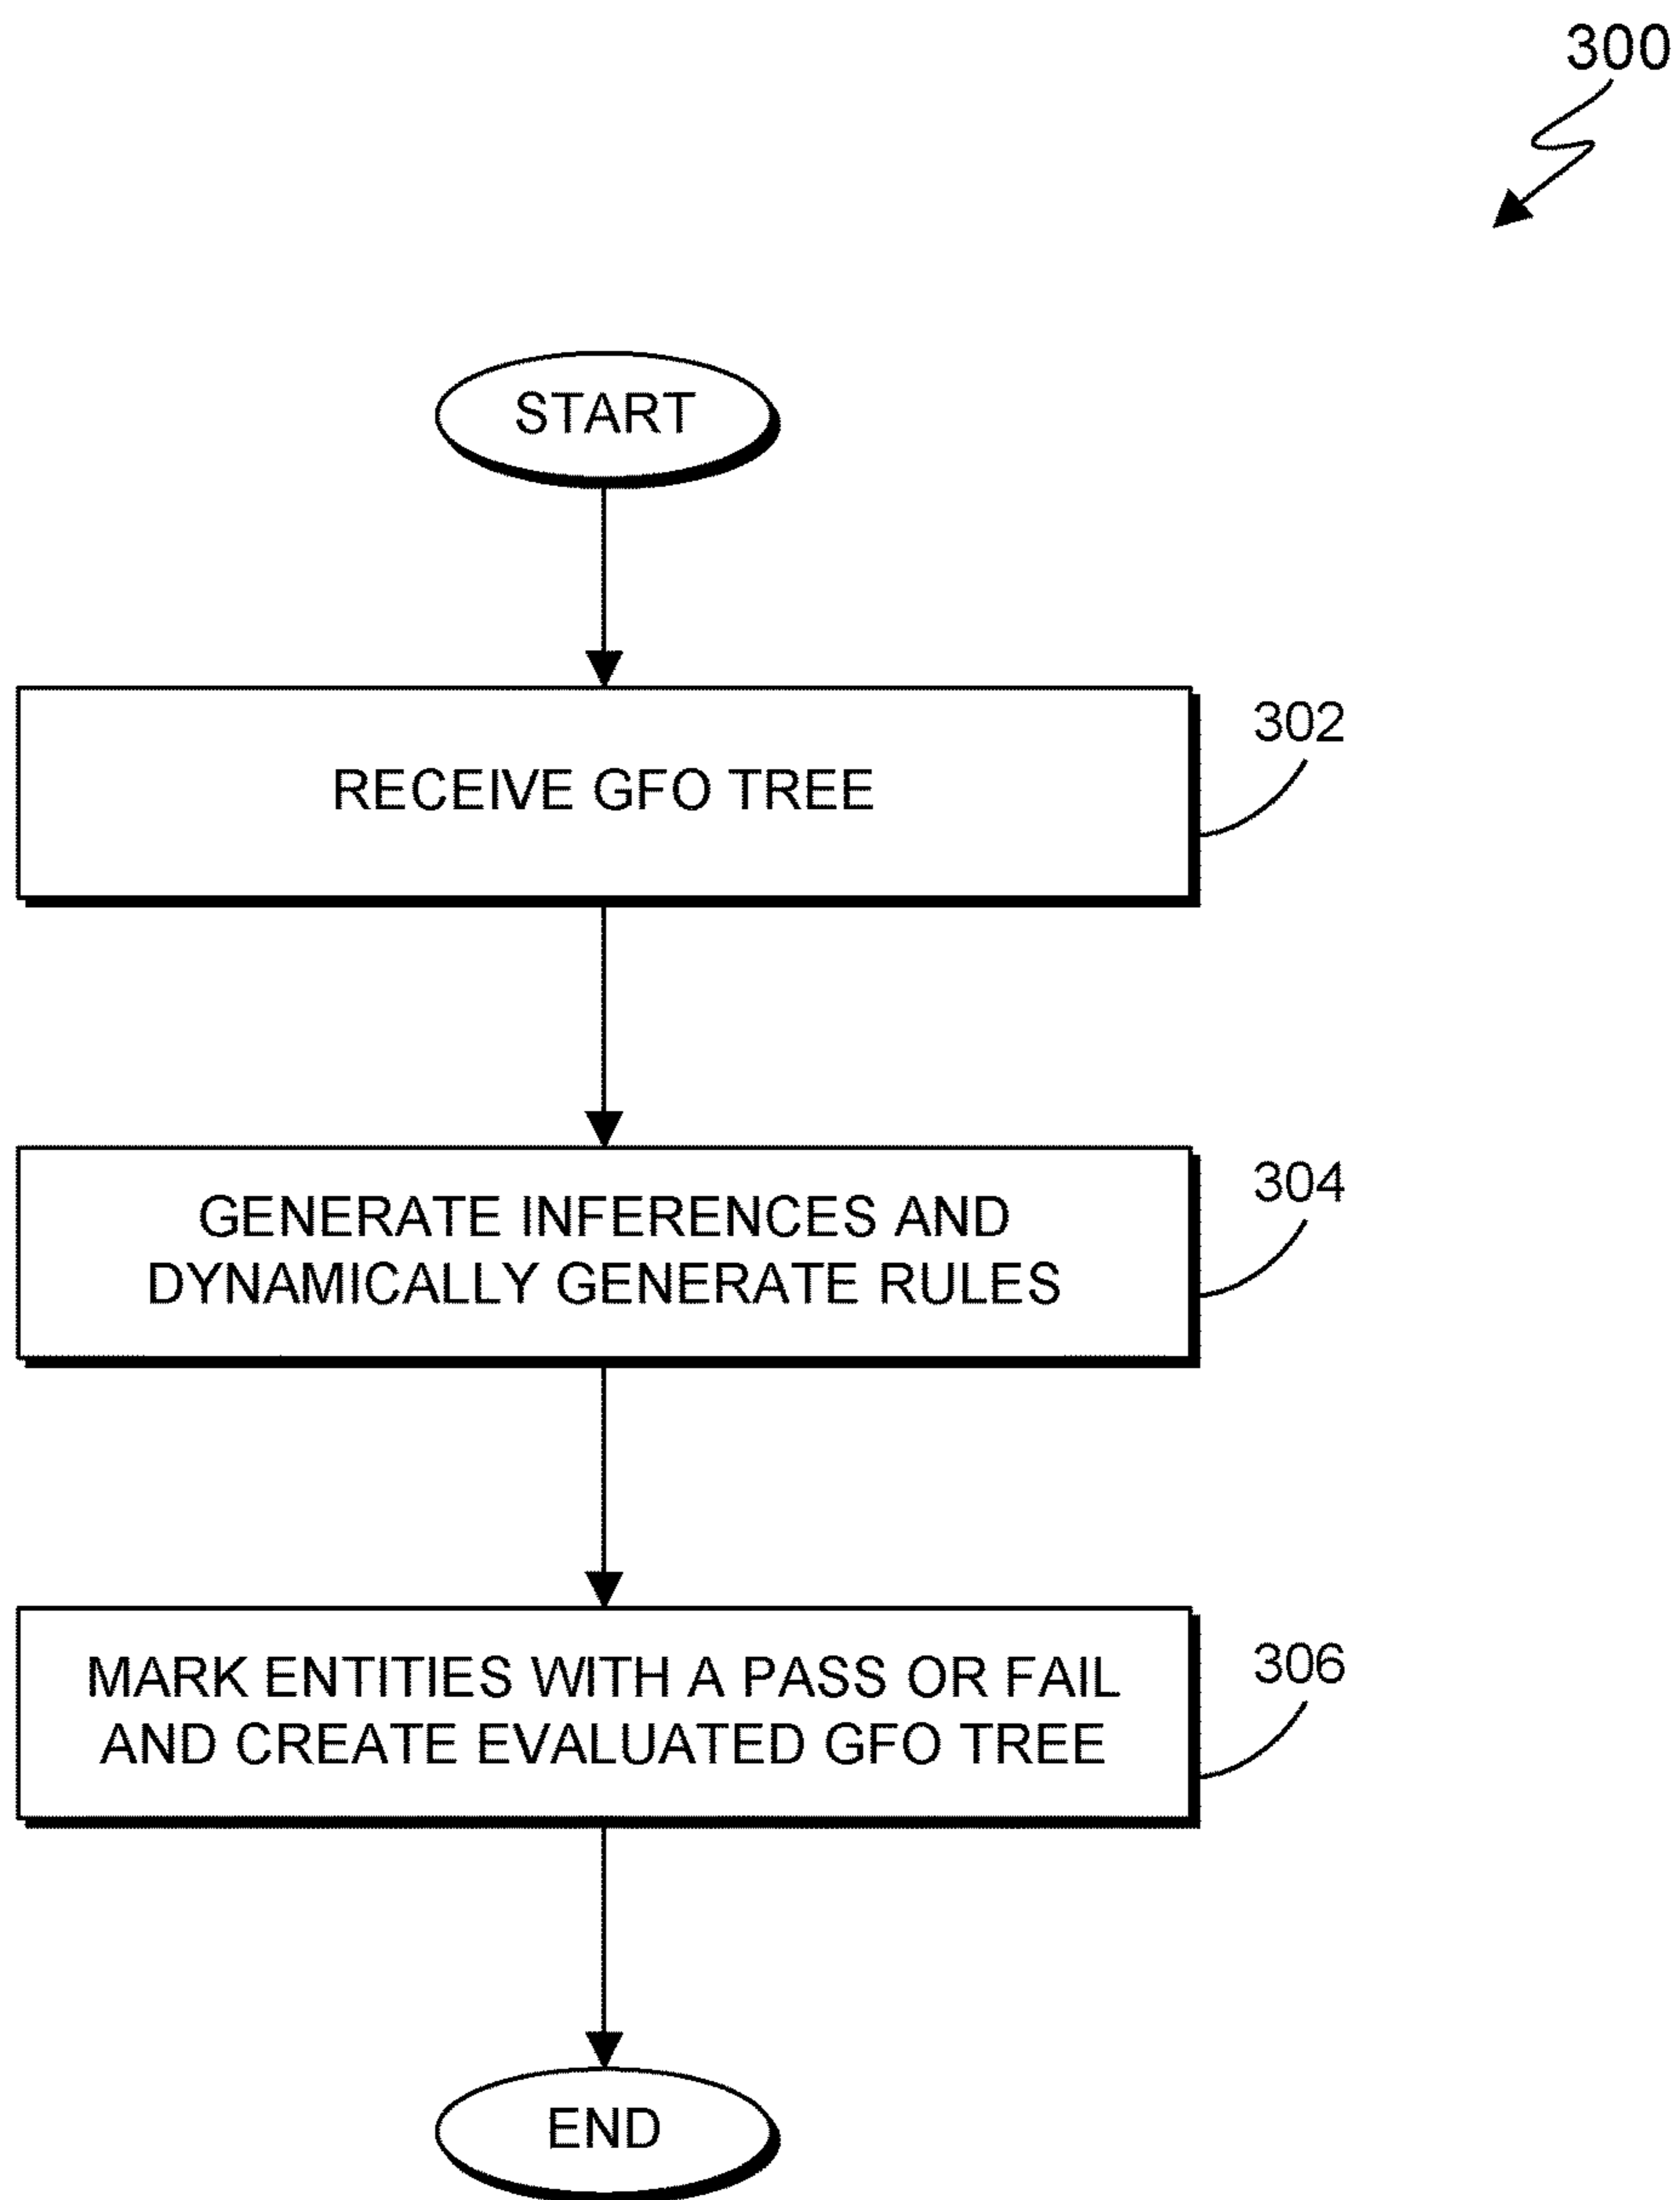 300
START
RECEIVE GFO TREE
302
GENERATE INFERENCES AND
DYNAMICALLY GENERATE RULES
304
MARK ENTITIES WITH A PASS OR FAIL
AND CREATE EVALUATED GFO TREE
306
END